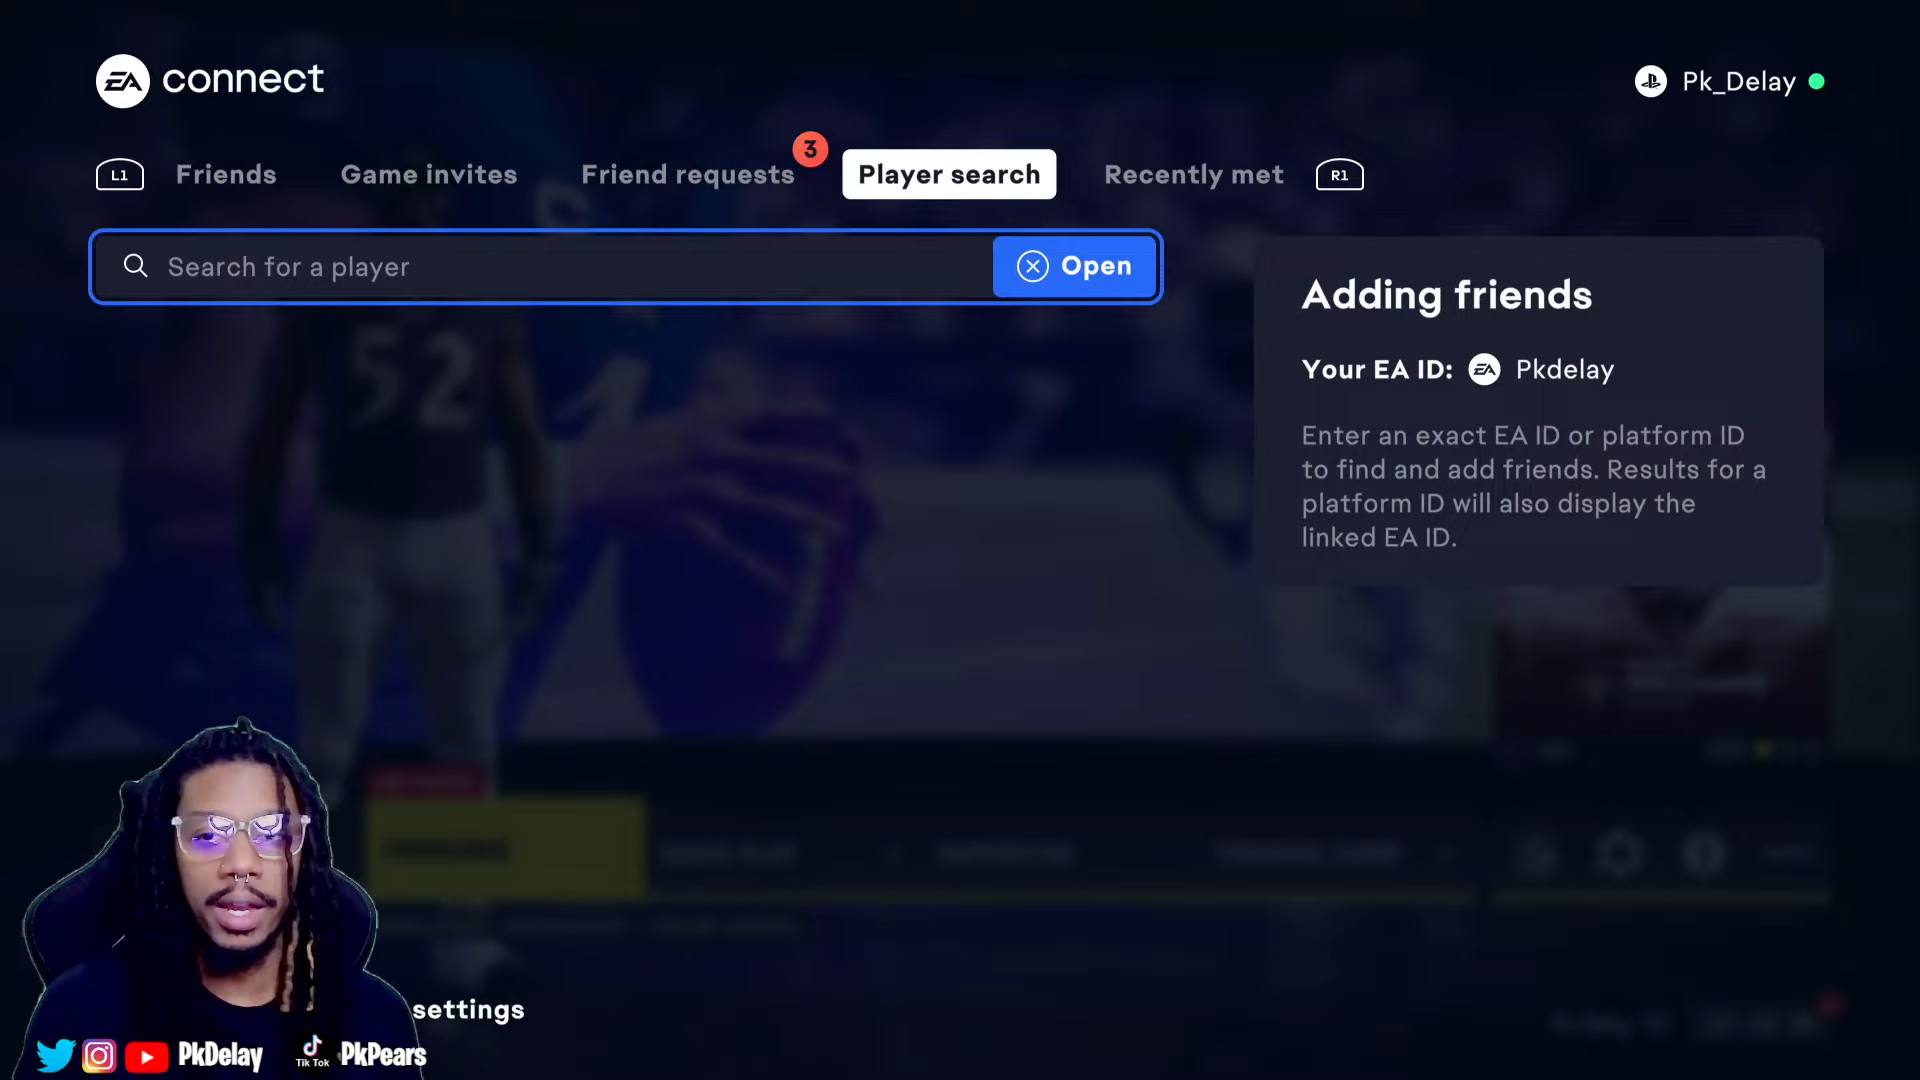 EA connect
Pk_Delay
L1 Friends Game invites Friend requests 3 Player search Recently met R1
Search for a player
Open
Adding friends
Your EA ID: EA Pkdelay
Enter an exact EA ID or platform ID
to find and add friends. Results for a
platform ID will also display the
linked EA ID.
52
settings
PkDelay
Tik Tok
PkPears